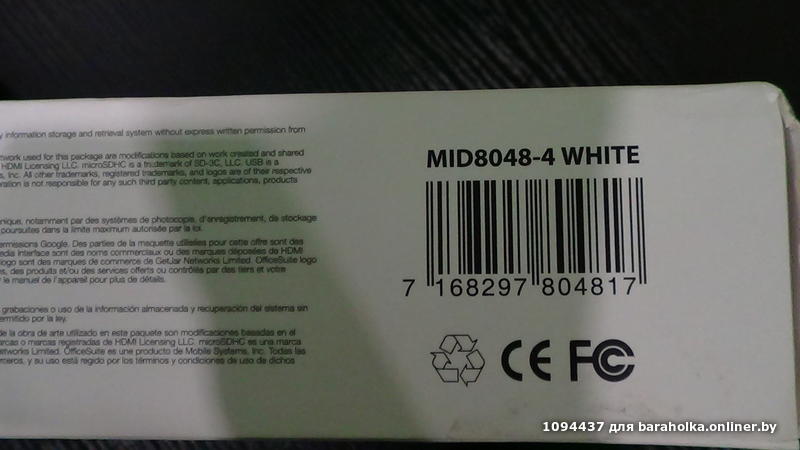 y information storage and retrieval system without express written permission from
twork used for this package are modifications based on work created and shared
HDMI Licensing LLC. microSDHC is a trademark of SD-3C, LLC. USB is a
s, Inc. All other trademarks, registered trademarks, and logos are of their respective
oration is not responsible for any such third party content, applications, products
nique, notamment par des systèmes de photocopie, d'enregistrement, de stockage
poursuites dans la limite maximum autorisée par la loi.
ermissions Google. Des parties de la maquette utilisées pour cette offre sont des
edia Interface sont des noms commerciaux ou des marques déposées de HDMI
logo sont des marques de commerce de GetJar Networks Limited. OfficeSuite logo
s, des produits et/ou des services offerts ou contrôlés par des tiers et votre
r le manuel de l'appareil pour plus de détails.
grabaciones o uso de la información almacenada y recuperación del sistema sin
ermitido por la ley.
de la obra de arte utilizado en este paquete son modificaciones basadas en el
arcas o marcas registradas de HDMI Licensing LLC. microSDHC es una marca
etworks Limited. OfficeSuite es una producto de Mobile Systems, Inc. Todas las
erceros, y su uso está regido por los términos y condiciones de uso de dichos
MID8048-4 WHITE
7 168297 804817
CE FC
1094437 для baraholka.onliner.by